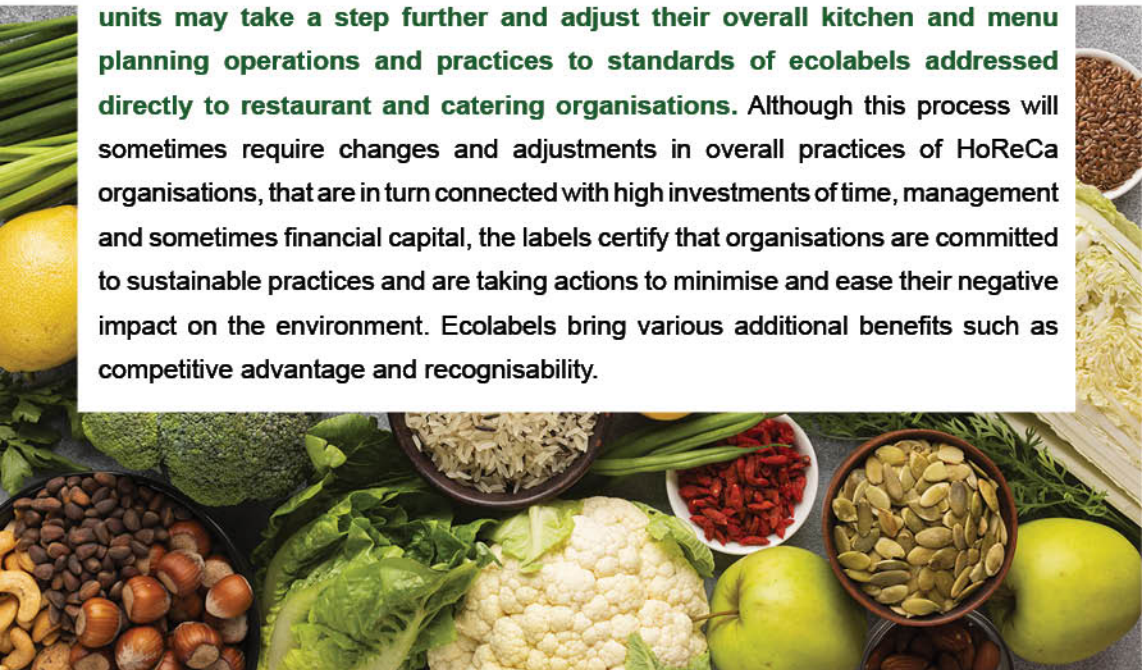 units may take a step further and adjust their overall kitchen and menu
planning operations and practices to standards of ecolabels addressed
directly to restaurant and catering organisations. Although this process will
sometimes require changes and adjustments in overall practices of HoReCa
organisations, that are in turn connected with high investments of time, management
and sometimes financial capital, the labels certify that organisations are committed
to sustainable practices and are taking actions to minimise and ease their negative
impact on the environment. Ecolabels bring various additional benefits such as
competitive advantage and recognisability.